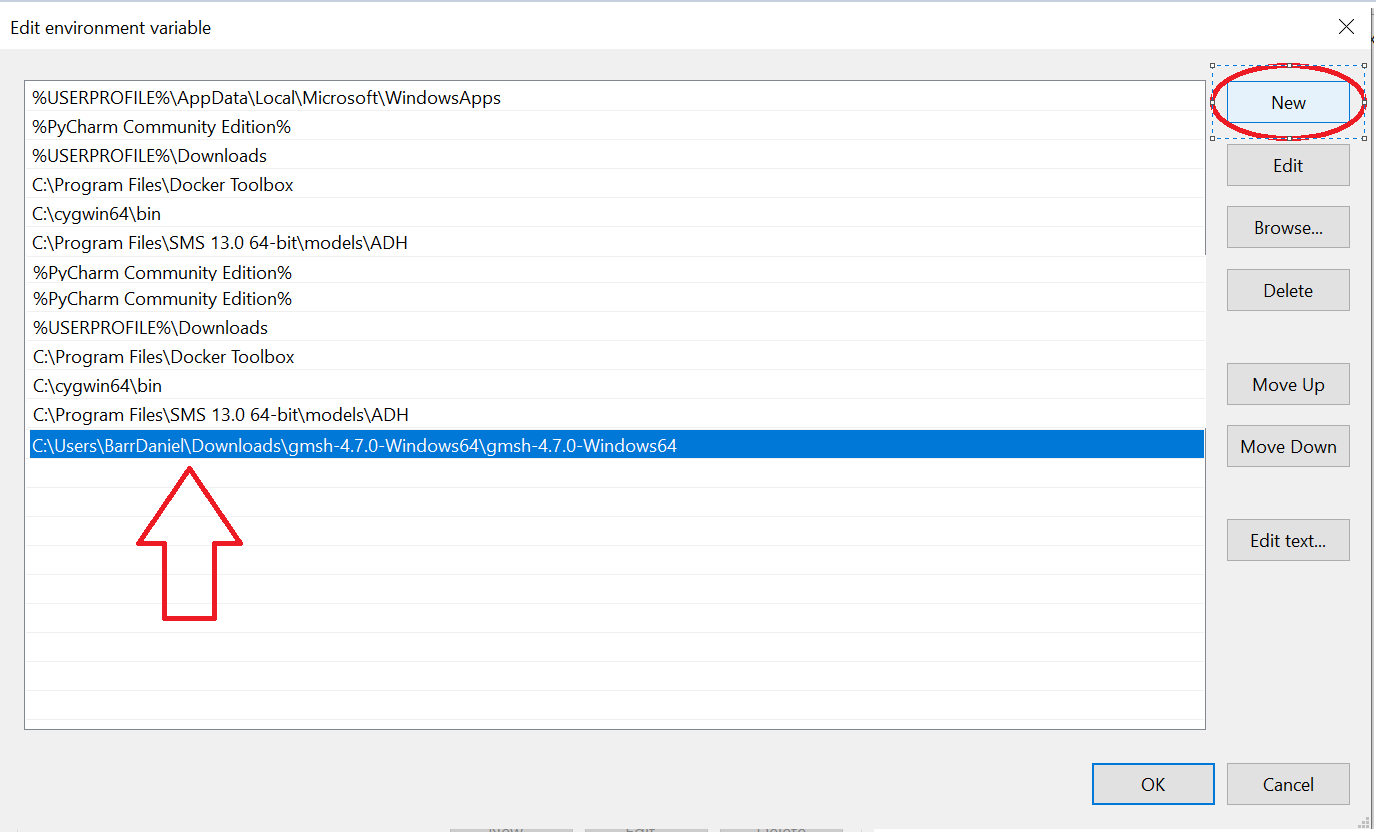 Edit environment variable
%USERPROFILE%\AppData\Local\Microsoft\WindowsApps
%PyCharm Community Edition%
%USERPROFILE%\Downloads
C:\Program Files\Docker Toolbox
C:\cygwin64\bin
C:\Program Files\SMS 13.0 64-bit\models\ADH
%PyCharm Community Edition%
%PyCharm Community Edition%
%USERPROFILE%\Downloads
C:\Program Files\Docker Toolbox
C:\cygwin64\bin
C:\Program Files\SMS 13.0 64-bit\models\ADH
C:\Users\BarrDaniel\Downloads\gmsh-4.7.0-Windows64\gmsh-4.7.0-Windows64
New
Edit
Browse...
Delete
Move Up
Move Down
Edit text...
OK
Cancel
New
Edit
Delete